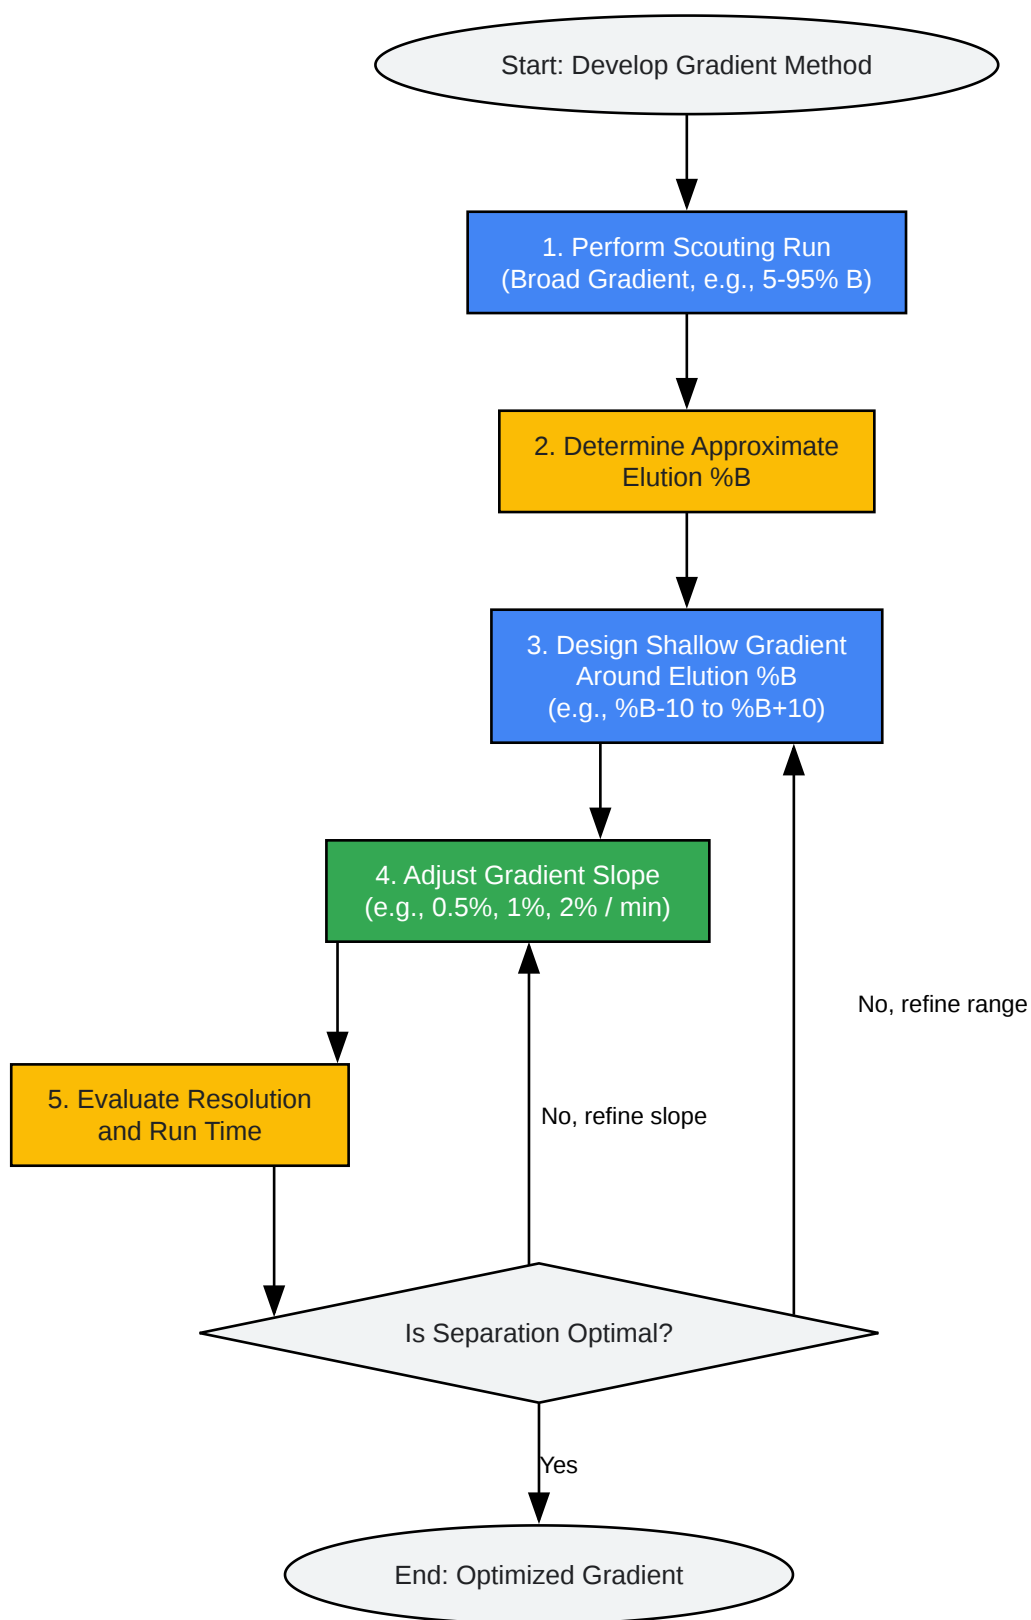 Start: Develop Gradient Method
1. Perform Scouting Run
(Broad Gradient, e.g., 5-95% B)
2. Determine Approximate
Elution %B
3. Design Shallow Gradient
Around Elution %B
(e.g., %B-10 to %B+10)
4. Adjust Gradient Slope
(e.g., 0.5%, 1%, 2% / min)
No, refine range
5. Evaluate Resolution
and Run Time
No, refine slope
Is Separation Optimal?
Yes
End: Optimized Gradient